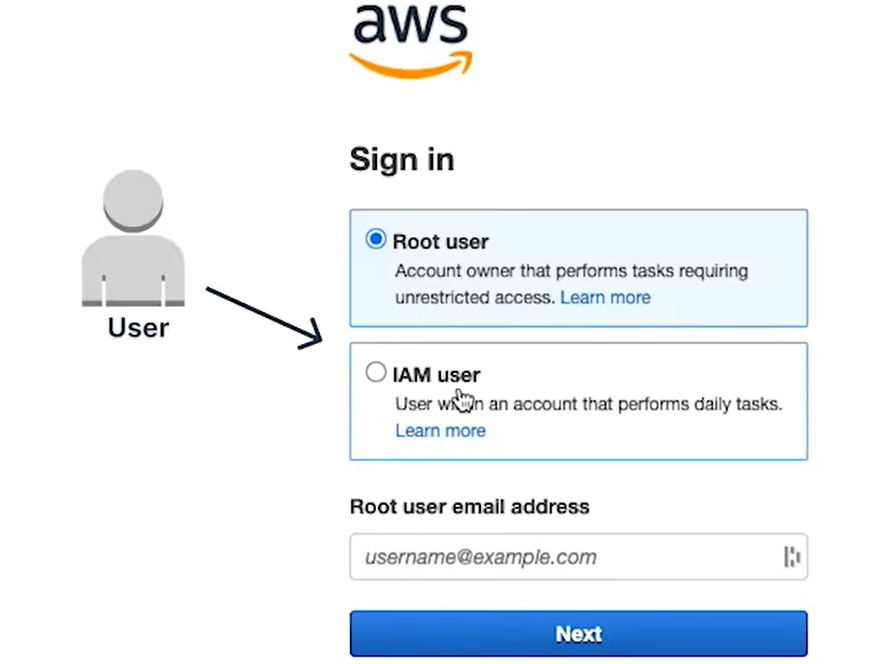 aws
Sign in
Root user
Account owner that performs tasks requiring
unrestricted access. Learn more
User
IAM user
User an account that performs daily tasks.
Learn more
Root user email address
username@example.com
Next